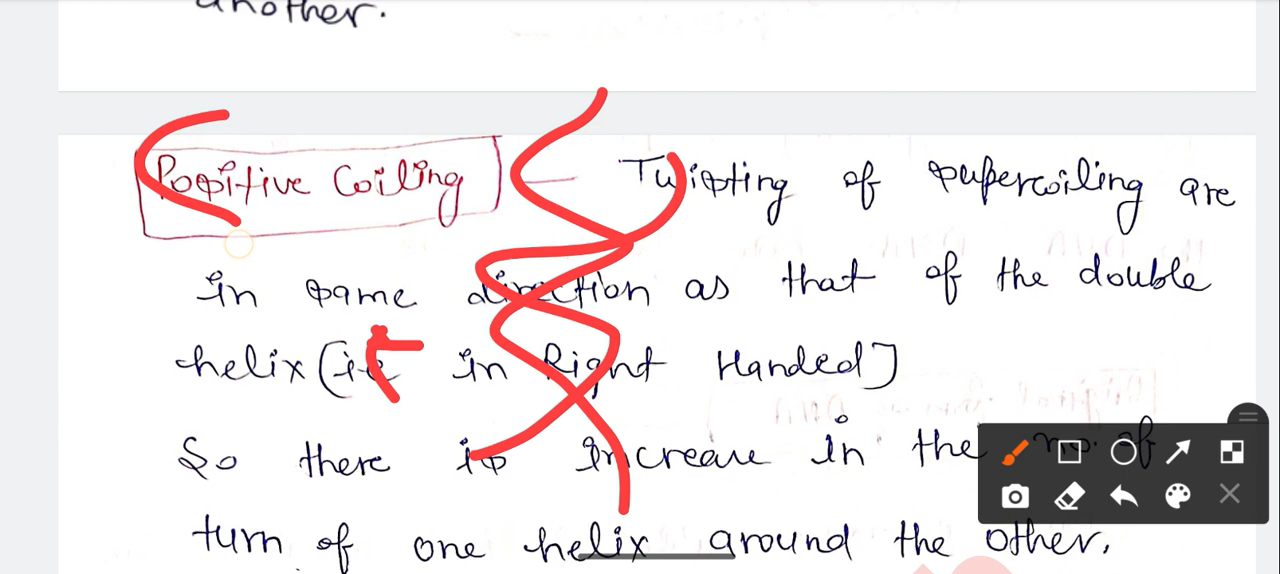 another.
Positive Coiling — Twisting of supercoiling are
in same direction as that of the double
helix (ie in Right Handed]
So there is increase in the no. of
turn of one helix around the other.